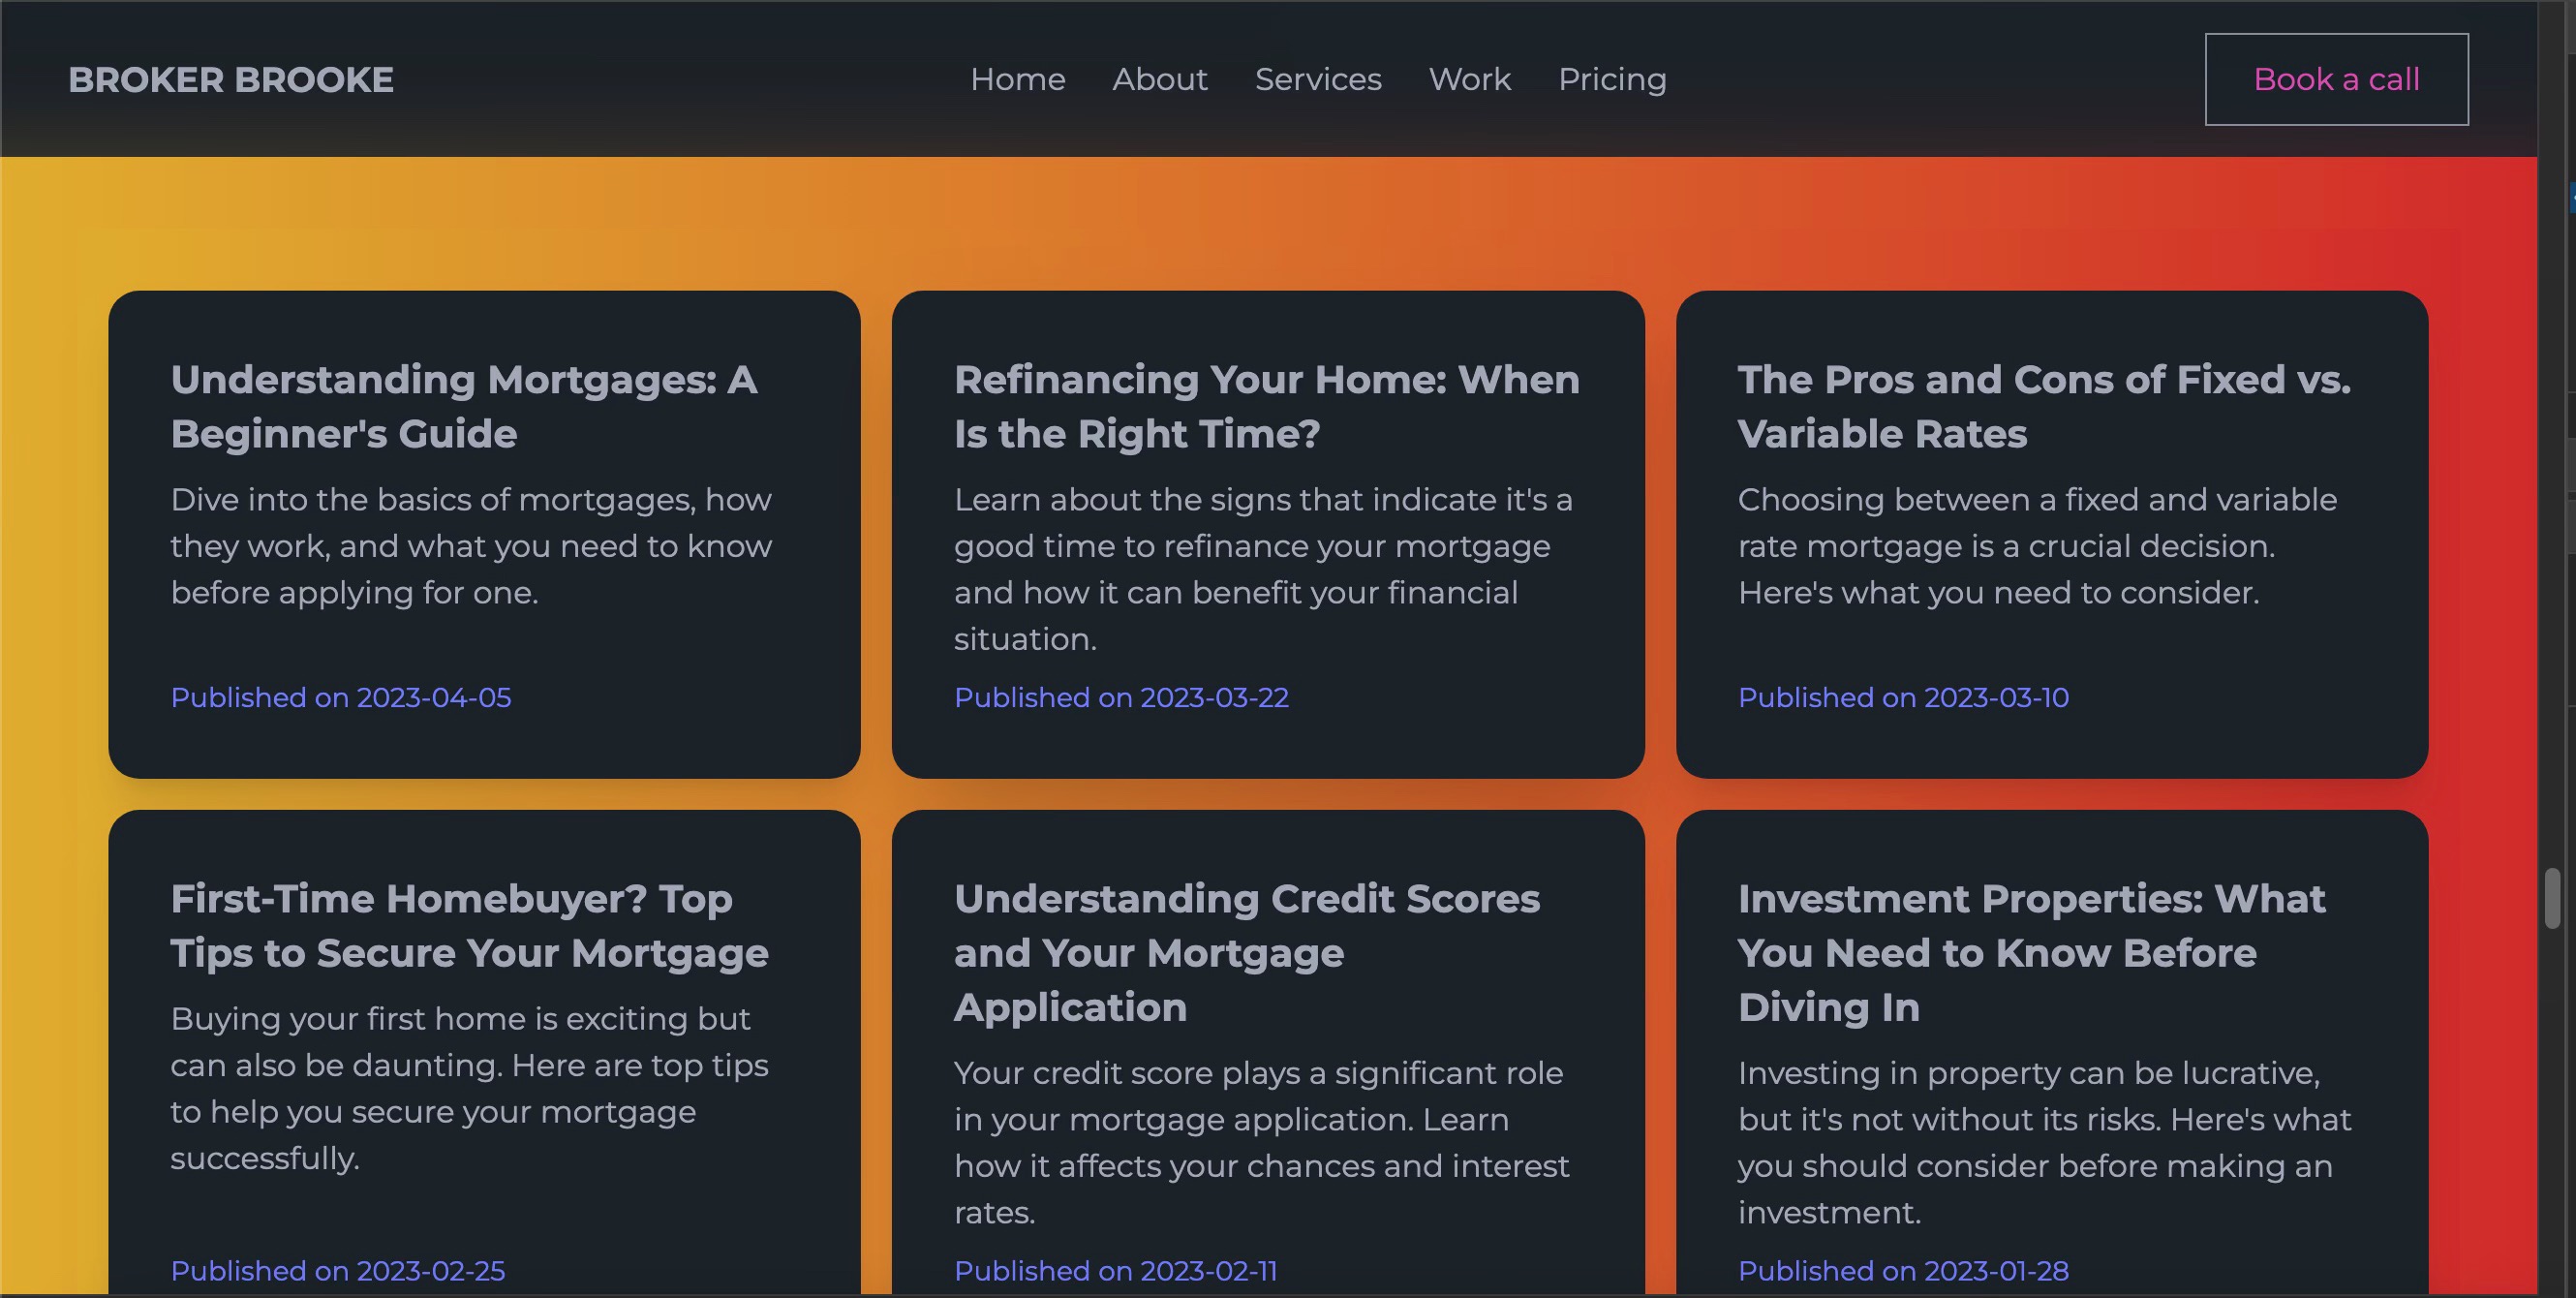 BROKER BROOKE
Home About Services Work Pricing
Book a call
Understanding Mortgages: A
Beginner's Guide
Dive into the basics of mortgages, how
they work, and what you need to know
before applying for one.
Published on 2023-04-05
Refinancing Your Home: When
Is the Right Time?
Learn about the signs that indicate it's a
good time to refinance your mortgage
and how it can benefit your financial
situation.
Published on 2023-03-22
The Pros and Cons of Fixed vs.
Variable Rates
Choosing between a fixed and variable
rate mortgage is a crucial decision.
Here's what you need to consider.
Published on 2023-03-10
First-Time Homebuyer? Top
Tips to Secure Your Mortgage
Buying your first home is exciting but
can also be daunting. Here are top tips
to help you secure your mortgage
successfully.
Published on 2023-02-25
Understanding Credit Scores
and Your Mortgage
Application
Your credit score plays a significant role
in your mortgage application. Learn
how it affects your chances and interest
rates.
Published on 2023-02-11
Investment Properties: What
You Need to Know Before
Diving In
Investing in property can be lucrative,
but it's not without its risks. Here's what
you should consider before making an
investment.
Published on 2023-01-28